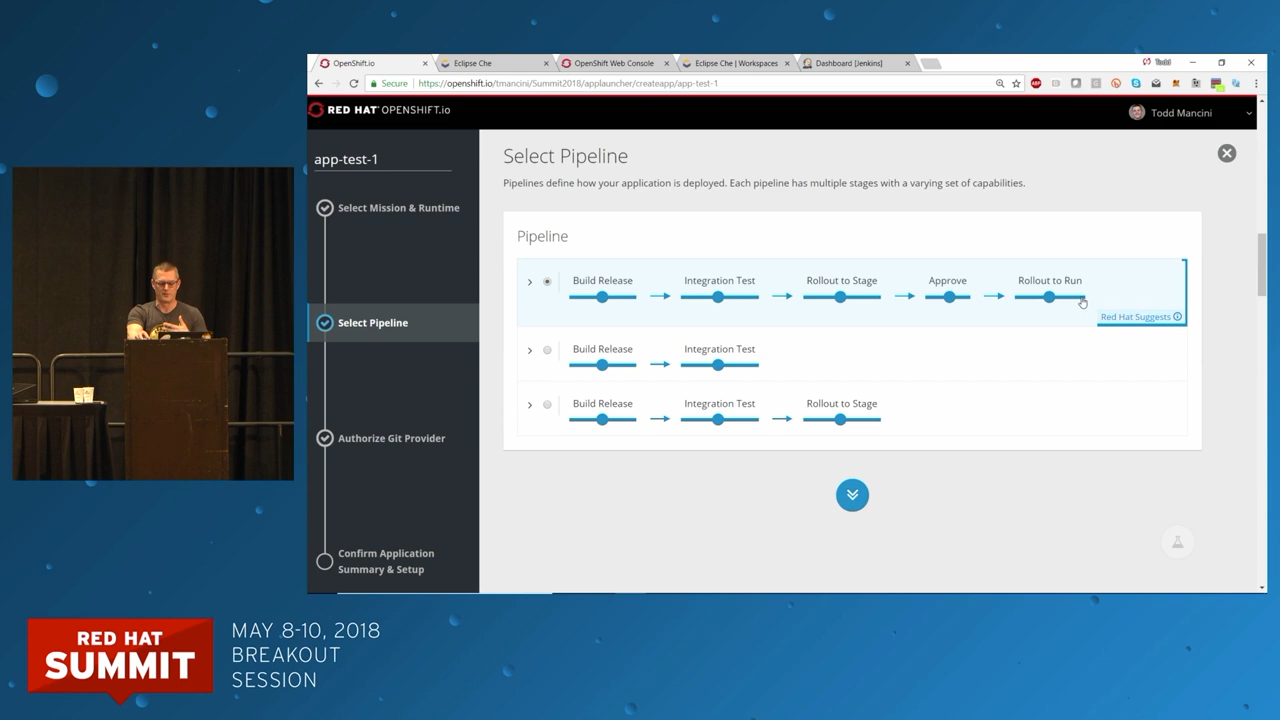 OpenShift.io
Eclipse Che
OpenShift Web Console
Eclipse Che | Workspaces
Dashboard [Jenkins]
Todd
Secure
https://openshift.io/tmancini/Summit2018/applauncher/createapp/app-test-1
RED HAT OPENSHIFT.io
Todd Mancini
app-test-1
Select Mission & Runtime
Select Pipeline
Authorize Git Provider
Confirm Application
Summary & Setup
Select Pipeline
Pipelines define how your application is deployed. Each pipeline has multiple stages with a varying set of capabilities.
Pipeline
Build Release
Integration Test
Rollout to Stage
Approve
Rollout to Run
Red Hat Suggests
Build Release
Integration Test
Build Release
Integration Test
Rollout to Stage
RED HAT
SUMMIT
MAY 8-10, 2018
BREAKOUT
SESSION